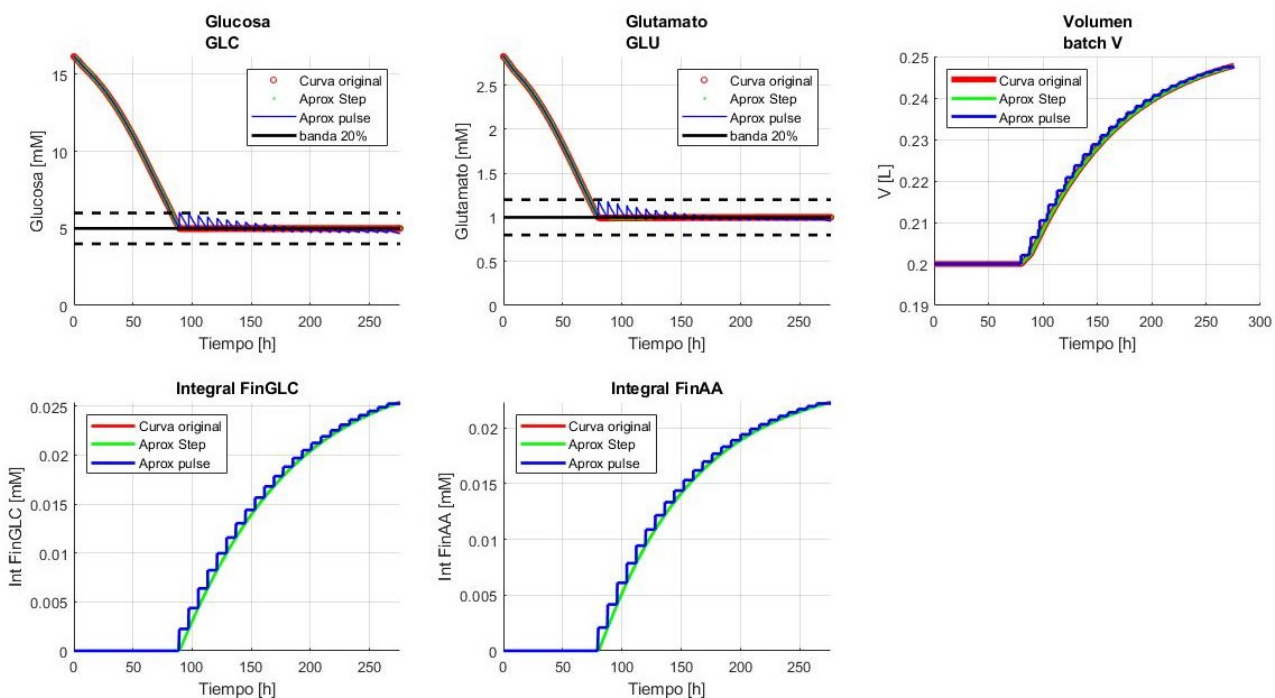 Glucosa
GLC
Glucosa [mM]
15
10
5
0
Curva original
Aprox Step
Aprox pulse
banda 20%
0 50 100 150 200 250
Tiempo [h]
Glutamato
GLU
Glutamato [mM]
2.5
2
1.5
1
0.5
0
Curva original
Aprox Step
Aprox pulse
banda 20%
0 50 100 150 200 250
Tiempo [h]
Volumen
batch V
V [L]
0.25
0.24
0.23
0.22
0.21
0.2
0.19
Curva original
Aprox Step
Aprox pulse
0 50 100 150 200 250 300
Tiempo [h]
Integral FinGLC
Int FinGLC [mM]
0.025
0.02
0.015
0.01
0.005
0
Curva original
Aprox Step
Aprox pulse
0 50 100 150 200 250
Tiempo [h]
Integral FinAA
Int FinAA [mM]
0.02
0.015
0.01
0.005
0
Curva original
Aprox Step
Aprox pulse
0 50 100 150 200 250
Tiempo [h]